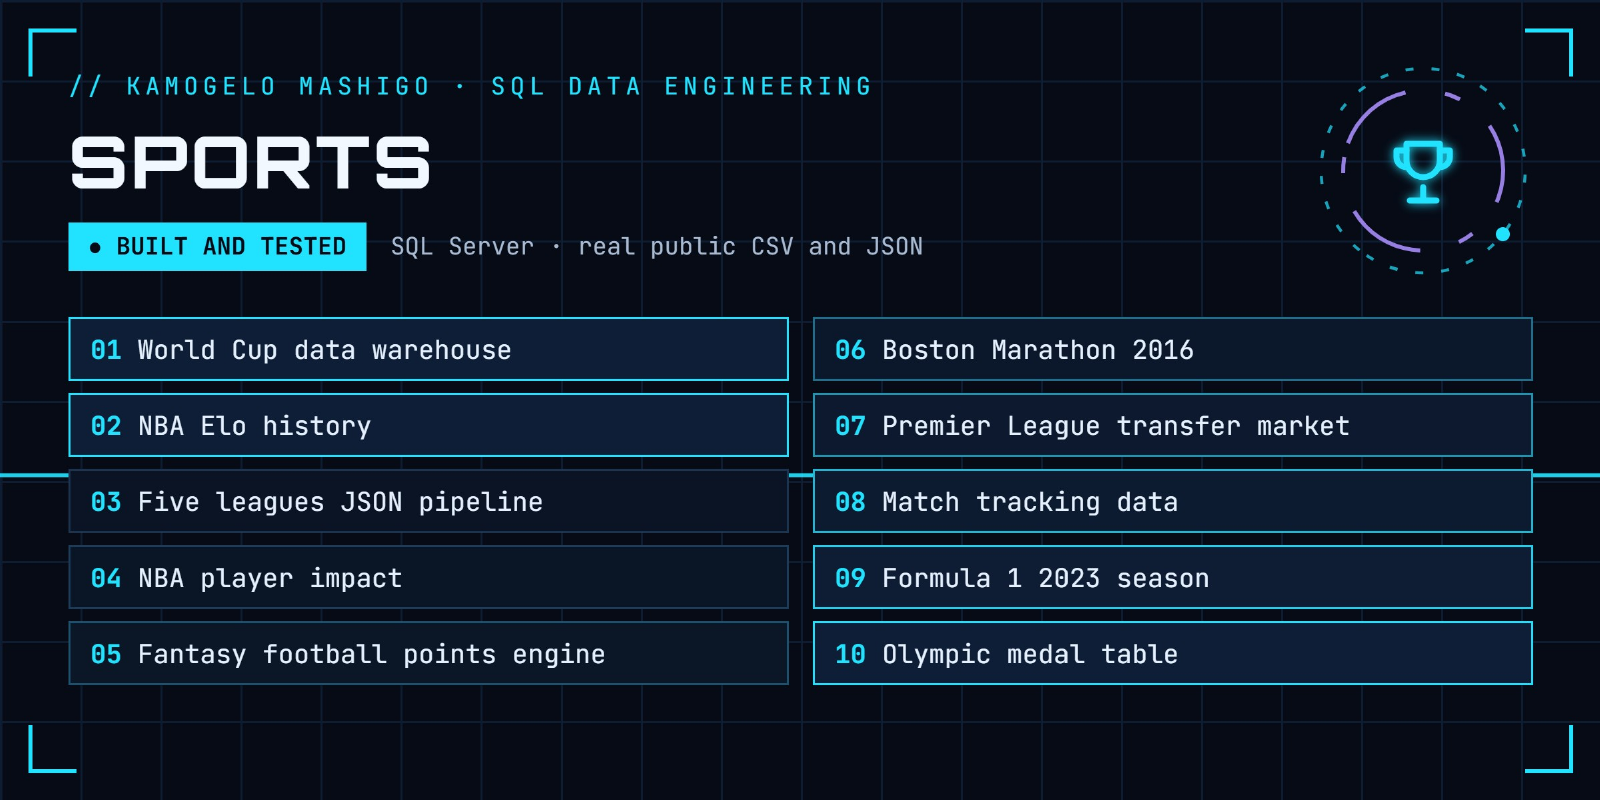 // KAMOGELO MASHIGO · SQL DATA ENGINEERING
SPORTS
● BUILT AND TESTED SQL Server · real public CSV and JSON
01 World Cup data warehouse
02 NBA Elo history
03 Five leagues JSON pipeline
04 NBA player impact
05 Fantasy football points engine
06 Boston Marathon 2016
07 Premier League transfer market
08 Match tracking data
09 Formula 1 2023 season
10 Olympic medal table